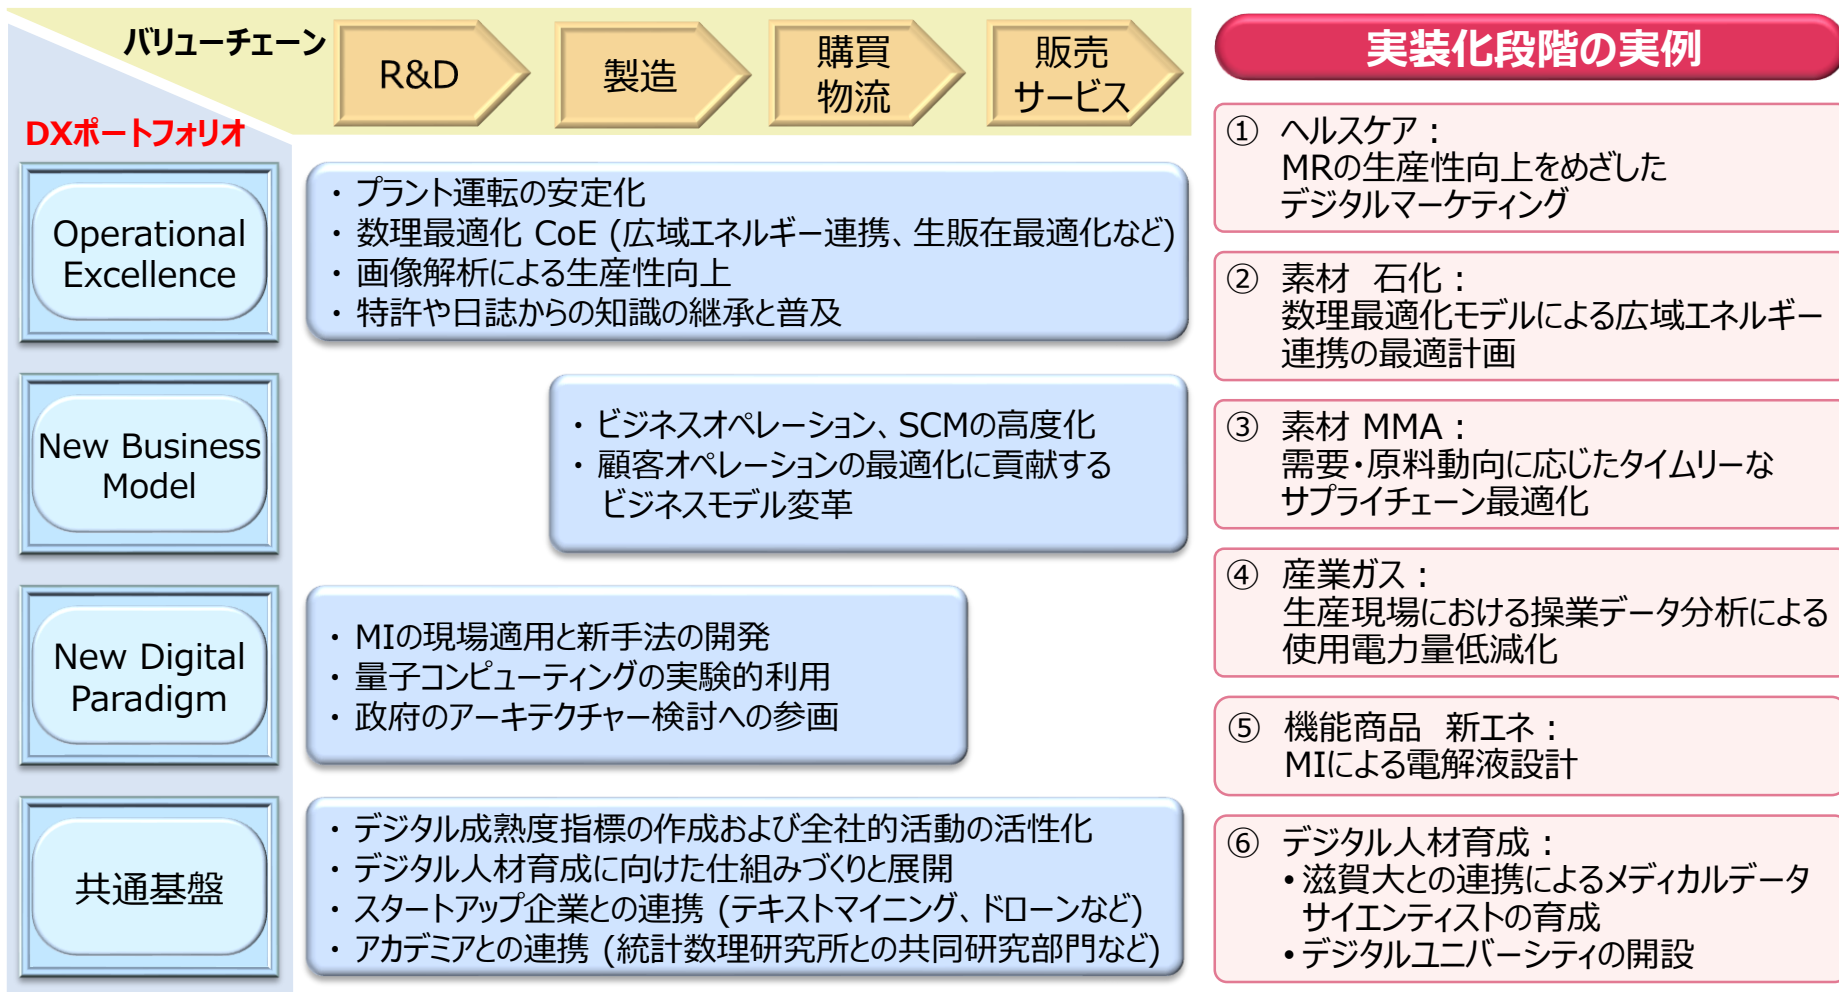 バリューチェーン
R&D
製造
購買
物流
販売
サービス
DXポートフォリオ
Operational
Excellence
・ プラント運転の安定化
・ 数理最適化 CoE (広域エネルギー連携、生販在最適化など)
・ 画像解析による生産性向上
・ 特許や日誌からの知識の継承と普及
New Business
Model
・ ビジネスオペレーション、SCMの高度化
・ 顧客オペレーションの最適化に貢献する
ビジネスモデル変革
New Digital
Paradigm
・ MIの現場適用と新手法の開発
・ 量子コンピューティングの実験的利用
・ 政府のアーキテクチャー検討への参画
共通基盤
・ デジタル成熟度指標の作成および全社的活動の活性化
・ デジタル人材育成に向けた仕組みづくりと展開
・ スタートアップ企業との連携 (テキストマイニング、ドローンなど)
・ アカデミアとの連携 (統計数理研究所との共同研究部門など)
実装化段階の実例
① ヘルスケア：
MRの生産性向上をめざした
デジタルマーケティング
② 素材 石化：
数理最適化モデルによる広域エネルギー
連携の最適計画
③ 素材 MMA：
需要・原料動向に応じたタイムリーな
サプライチェーン最適化
④ 産業ガス：
生産現場における操業データ分析による
使用電力量低減化
⑤ 機能商品 新エネ：
MIによる電解液設計
⑥ デジタル人材育成：
• 滋賀大との連携によるメディカルデータ
サイエンティストの育成
• デジタルユニバーシティの開設